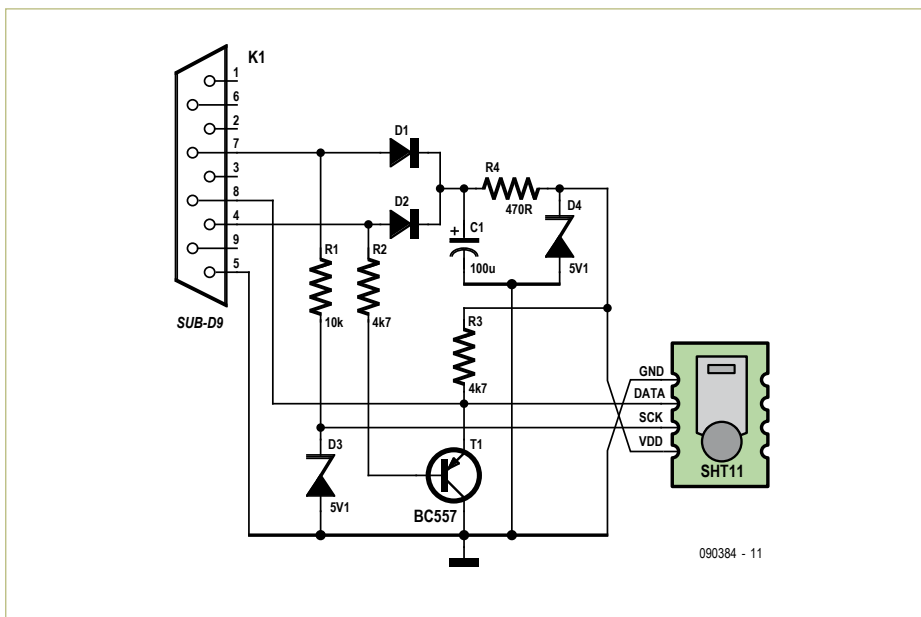 K1
1
6
2
7
3
8
4
9
5
SUB-D9
D1
D2
R1
10k
R2
4k7
C1
+
100u
R4
470R
D4
5V1
R3
4k7
D3
5V1
T1
BC557
GND
DATA
SCK
VDD
SHT11
090384 - 11